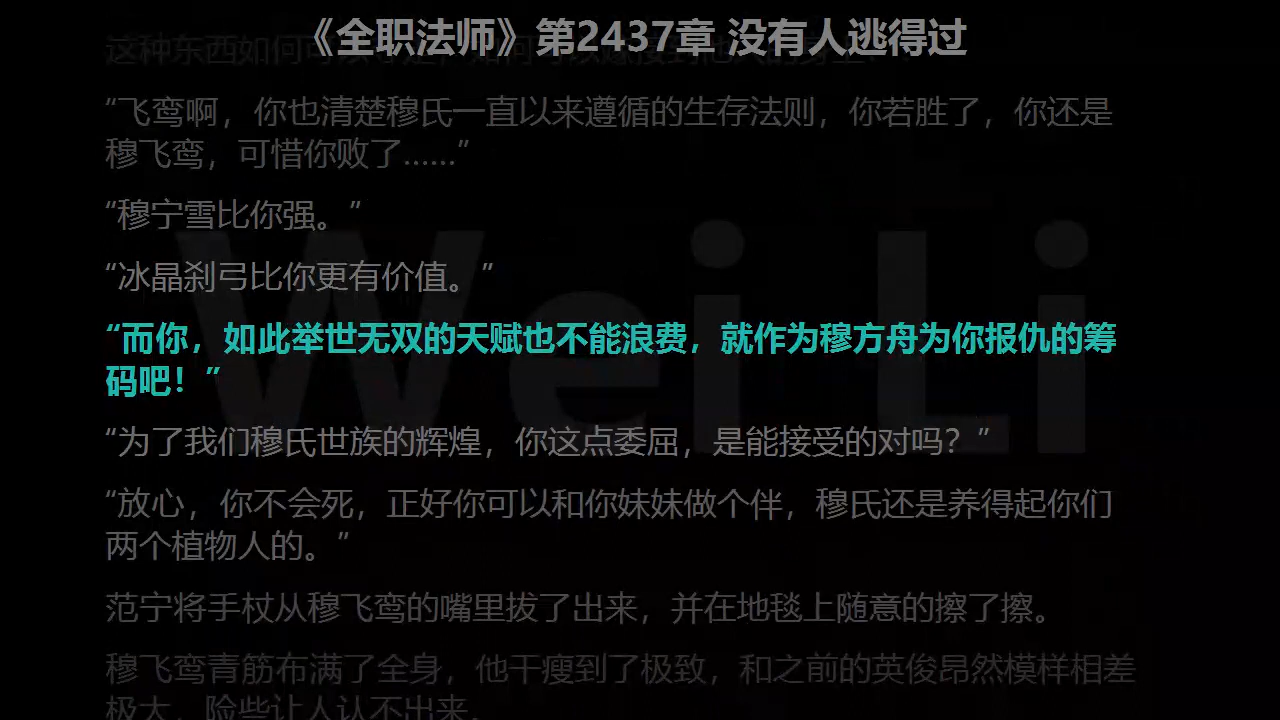 《全职法师》第2437章 没有人逃得过
“飞鸾啊，你也清楚穆氏一直以来遵循的生存法则，你若胜了，你还是
穆飞鸾，可惜你败了……”
“穆宁雪比你强。”
“冰晶刹弓比你更有价值。”
“而你，如此举世无双的天赋也不能浪费，就作为穆方舟为你报仇的筹
码吧！”
“为了我们穆氏世族的辉煌，你这点委屈，是能接受的对吗？”
“放心，你不会死，正好你可以和你妹妹做个伴，穆氏还是养得起你们
两个植物人的。”
范宁将手杖从穆飞鸾的嘴里拔了出来，并在地毯上随意的擦了擦。
穆飞鸾青筋布满了全身，他干瘦到了极致，和之前的英俊昂然模样相差
极大，险些让人认不出来。
Wei Li